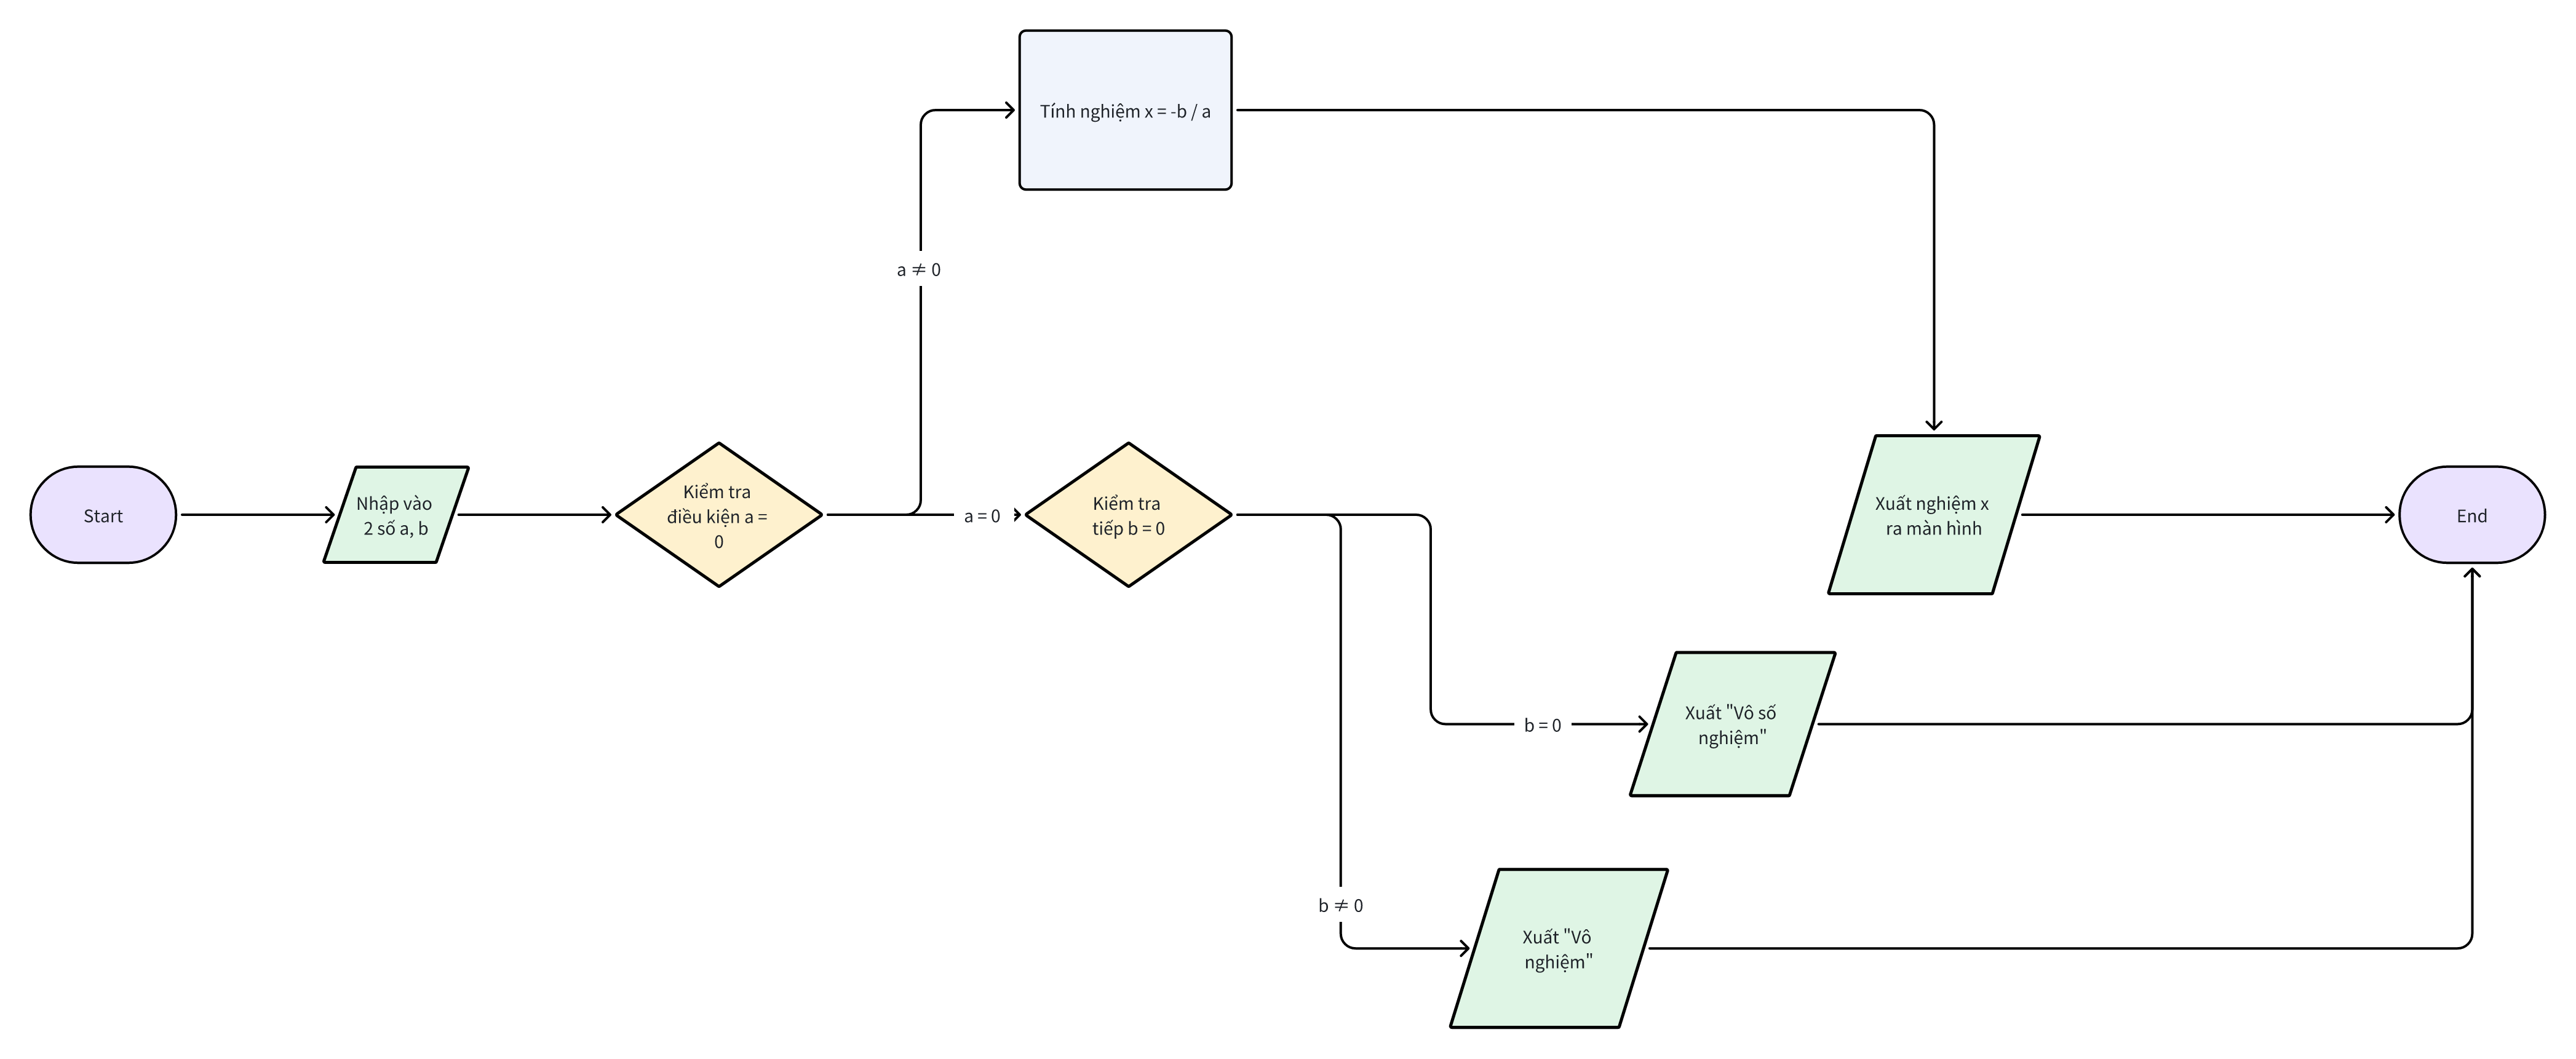 Tính nghiệm x = -b / a
a ≠ 0
Start
Nhập vào
2 số a, b
Kiểm tra
điều kiện a =
0
a = 0
Kiểm tra
tiếp b = 0
Xuất nghiệm x
ra màn hình
End
b = 0
Xuất "Vô số
nghiệm"
b ≠ 0
Xuất "Vô
nghiệm"